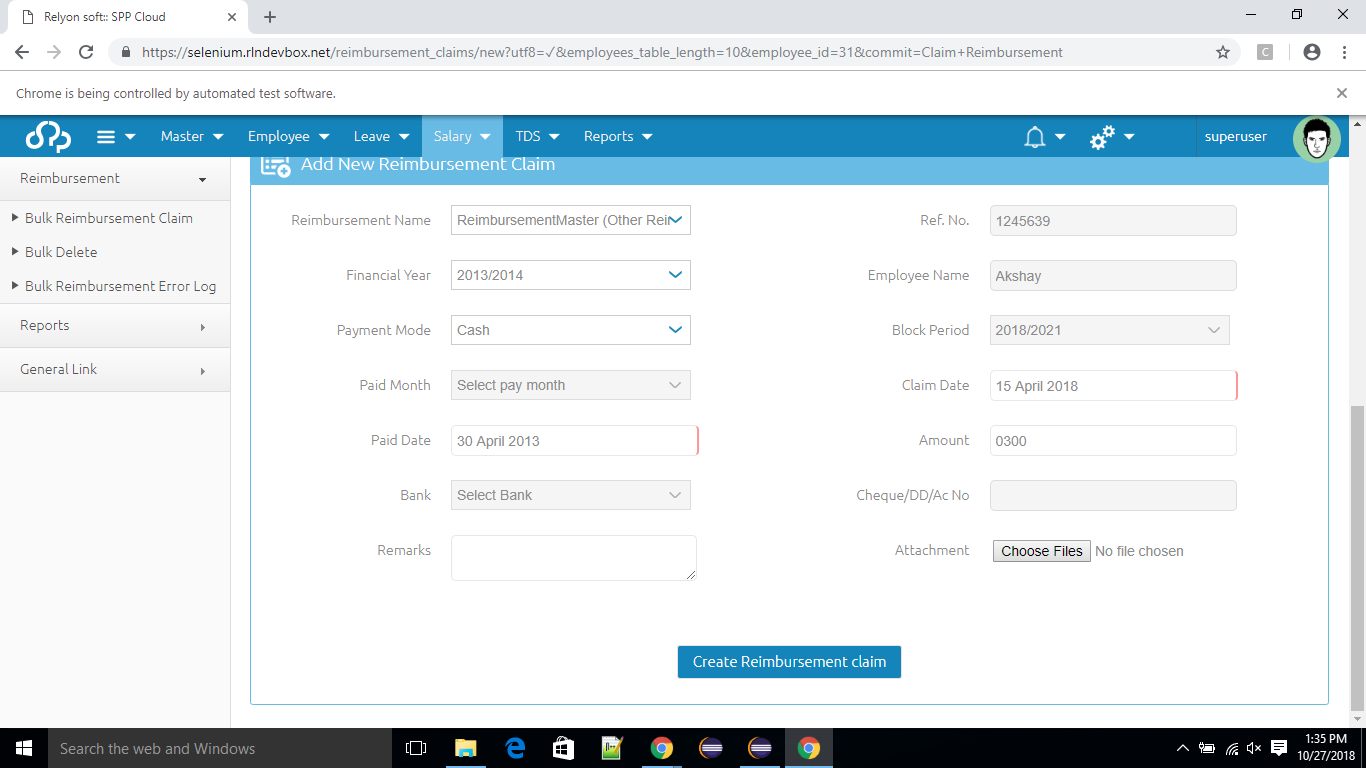 Relyon soft:: SPP Cloud
https://selenium.rlndevbox.net/reimbursement_claims/new?utf8=✓&employees_table_length=10&employee_id=31&commit=Claim+Reimbursement
C
Chrome is being controlled by automated test software.
Master Employee Leave Salary TDS Reports superuser
Add New Reimbursement Claim
Reimbursement
Bulk Reimbursement Claim
Bulk Delete
Bulk Reimbursement Error Log
Reports
General Link
Reimbursement Name ReimbursementMaster (Other Rei
Ref. No. 1245639
Financial Year 2013/2014
Employee Name Akshay
Payment Mode Cash
Block Period 2018/2021
Paid Month Select pay month
Claim Date 15 April 2018
Paid Date 30 April 2013
Amount 0300
Bank Select Bank
Cheque/DD/Ac No
Remarks
Attachment Choose Files No file chosen
Create Reimbursement claim
Search the web and Windows
1:35 PM
10/27/2018